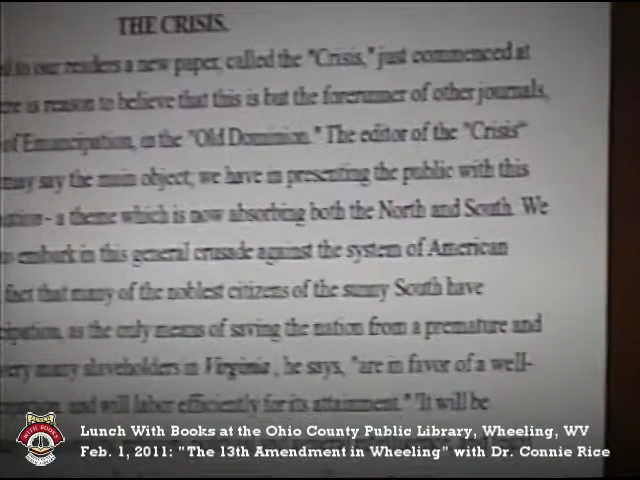 THE CRISIS.
to our readers a new paper, called the "Crisis," just commenced at
is reason to believe that this is but the forerunner of other journals,
of Emancipation, in the "Old Dominion." The editor of the "Crisis"
may say the main object, we have in presenting the public with this
- a theme which is now absorbing both the North and South. We
embark in this general crusade against the system of American
fact that many of the noblest citizens of the sunny South have
as the only means of saving the nation from a premature and
very many slaveholders in Virginia, he says, "are in favor of a well-
and will labor efficiently for its attainment." "It will be
WITH BOOKS
Lunch With Books at the Ohio County Public Library, Wheeling, WV
Feb. 1, 2011: "The 13th Amendment in Wheeling" with Dr. Connie Rice